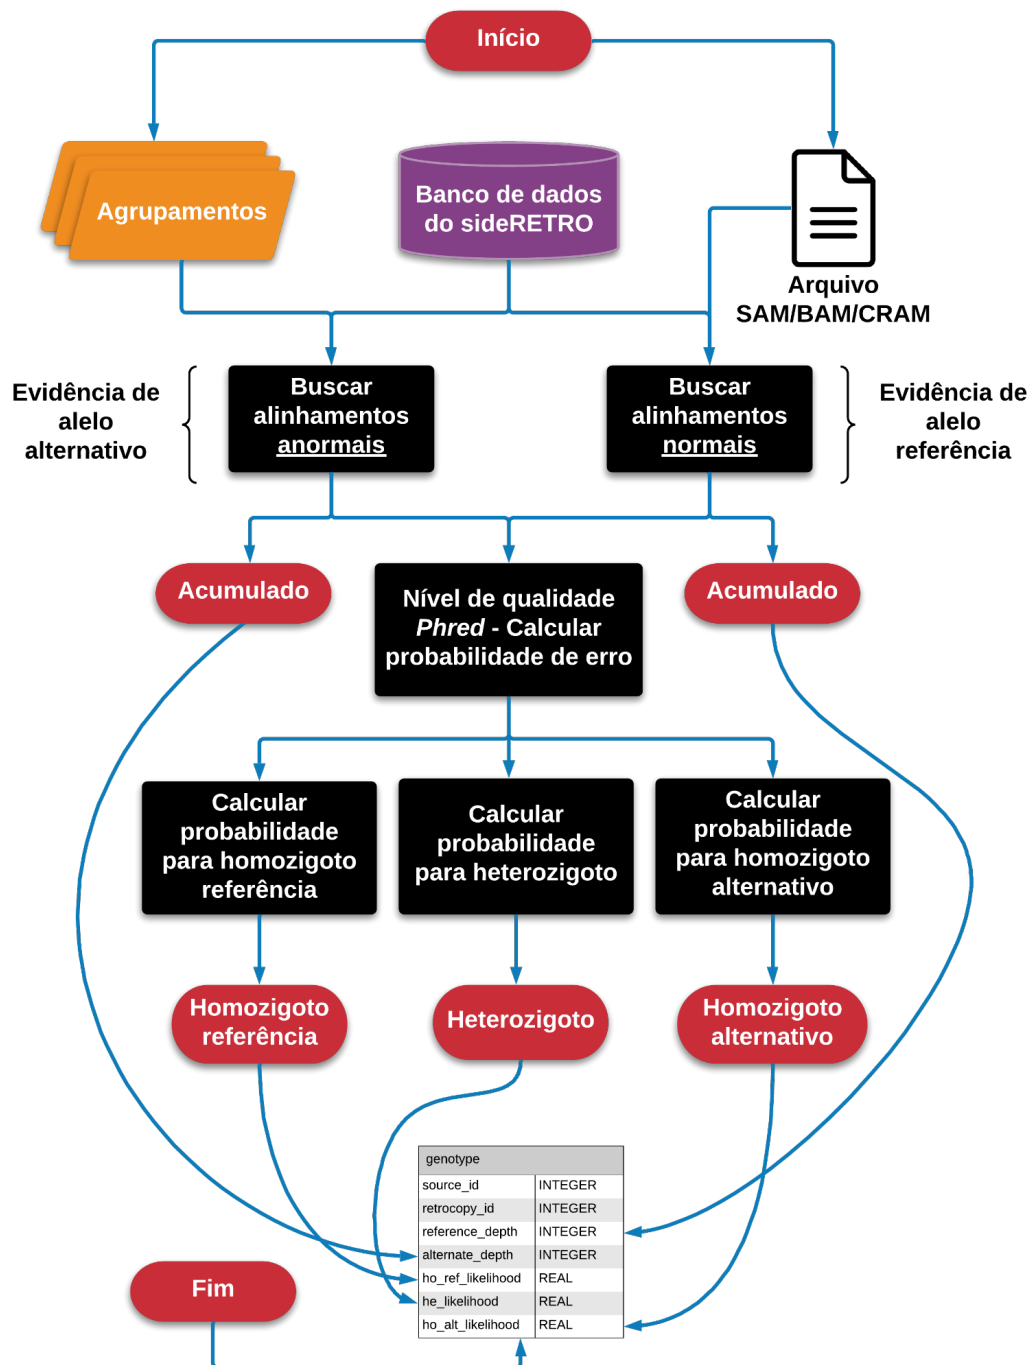 Início
Agrupamentos
Banco de dados
do sideRETRO
Arquivo
SAM/BAM/CRAM
Evidência de
alelo
alternativo
Buscar
alinhamentos
anormais
Buscar
alinhamentos
normais
Evidência de
alelo
referência
Acumulado
Nível de qualidade
Phred - Calcular
probabilidade de erro
Acumulado
Calcular
probabilidade
para homozigoto
referência
Calcular
probabilidade
para heterozigoto
Calcular
probabilidade
para homozigoto
alternativo
Homozigoto
referência
Heterozigoto
Homozigoto
alternativo
genotype
source_id INTEGER
retrocopy_id INTEGER
reference_depth INTEGER
alternate_depth INTEGER
ho_ref_likelihood REAL
he_likelihood REAL
ho_alt_likelihood REAL
Fim